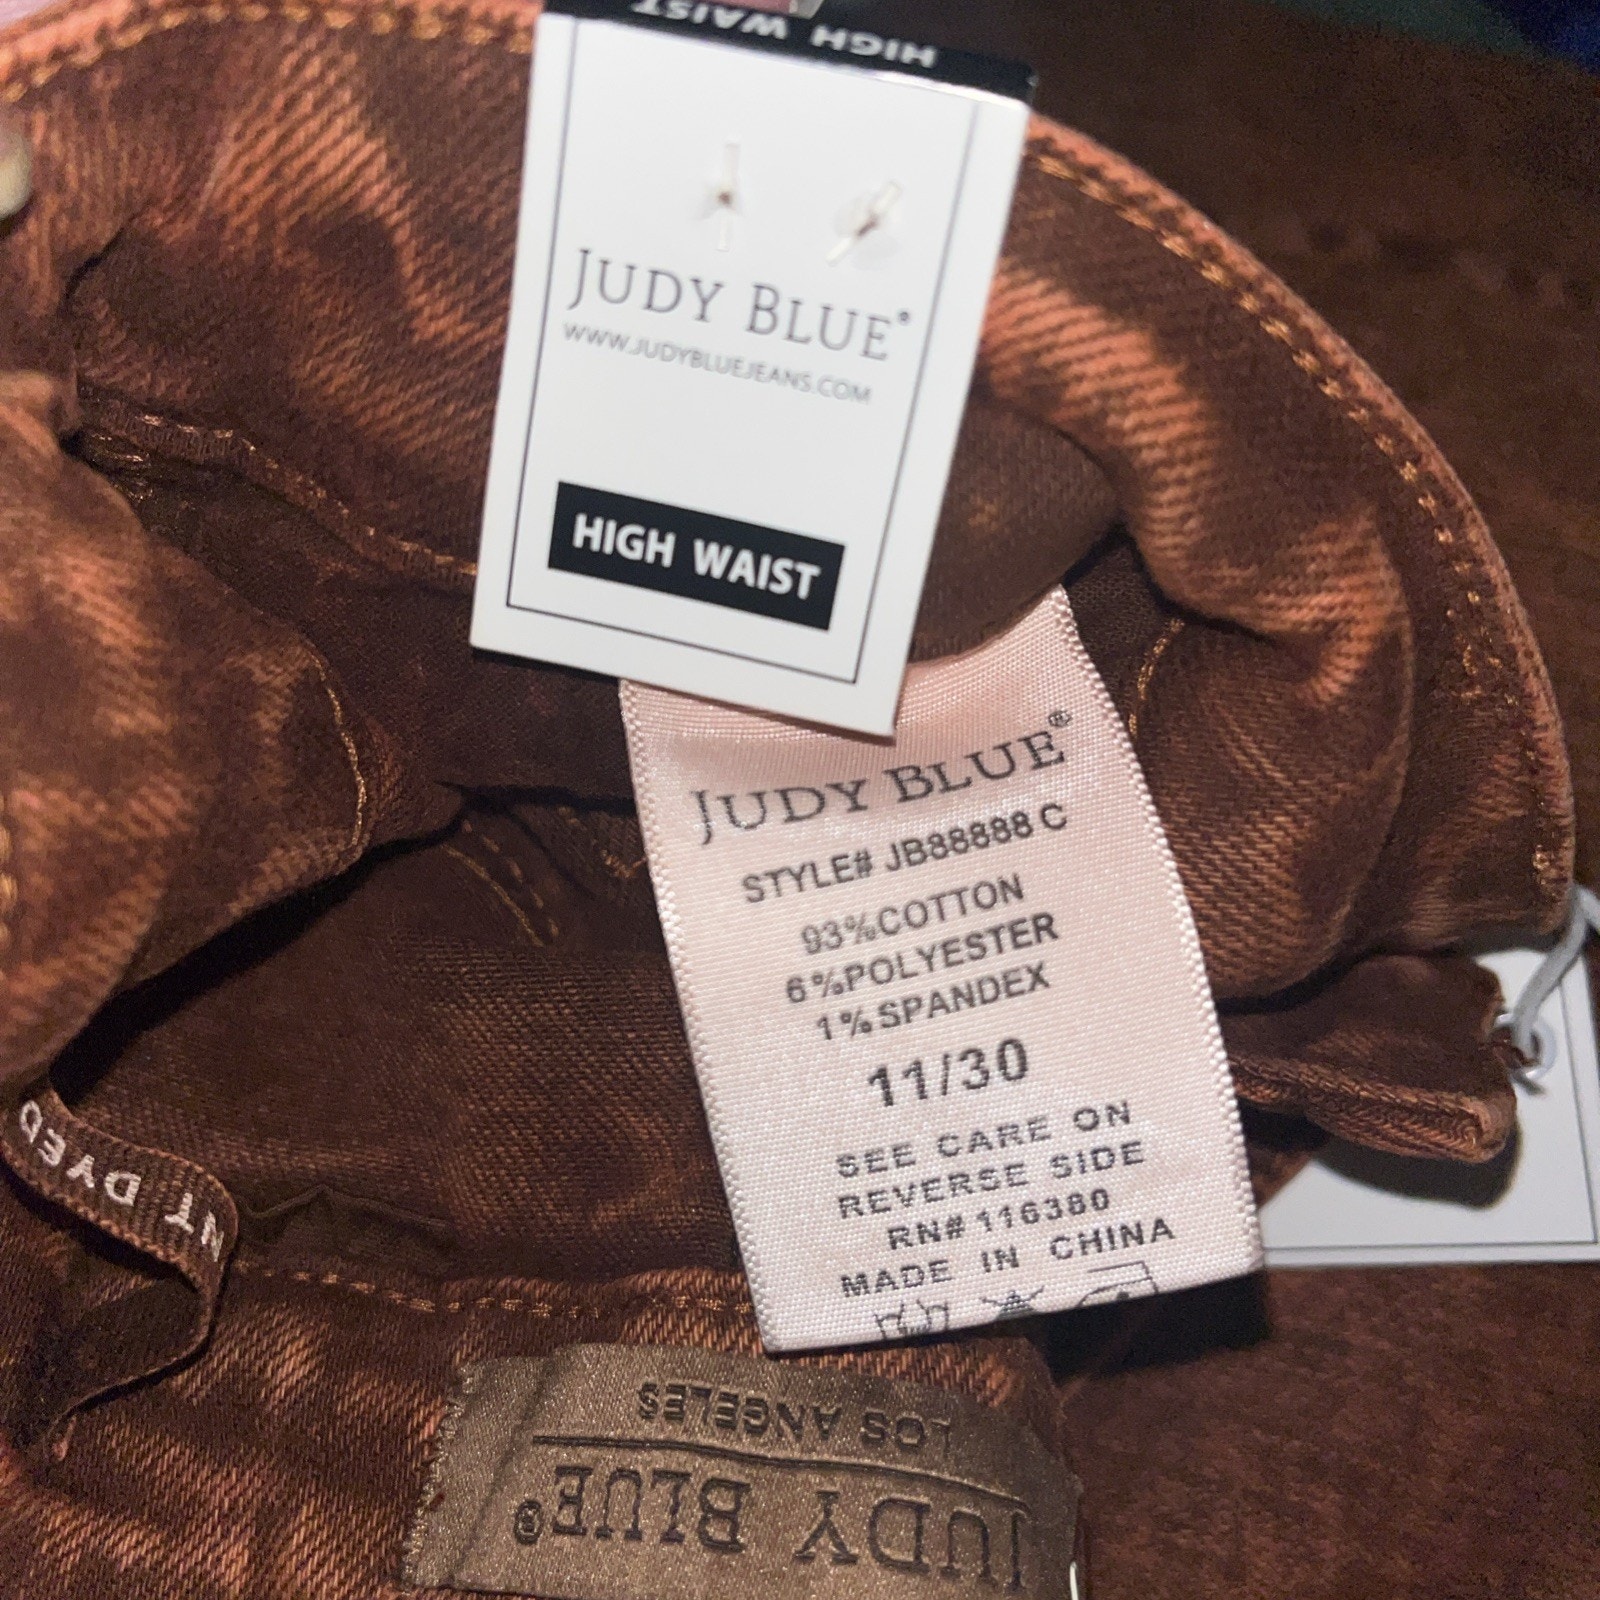 HIGH WAIST
JUDY BLUE®
WWW.JUDYBLUEJEANS.COM
HIGH WAIST
JUDY BLUE®
STYLE# JB88888 C
93%COTTON
6%POLYESTER
1%SPANDEX
11/30
SEE CARE ON
REVERSE SIDE
RN# 116380
MADE IN CHINA
NT DYED
JUDY BLUE®
LOS ANGELES